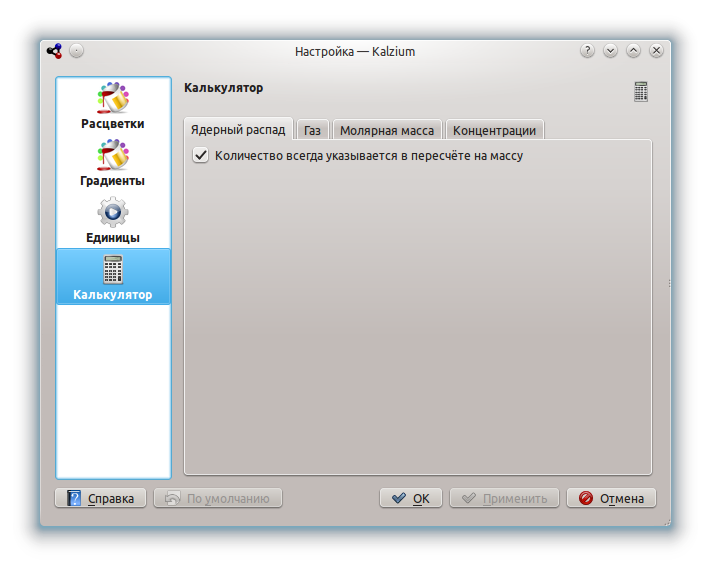 Настройка — Kalzium
Расцветки
Градиенты
Единицы
Калькулятор
Калькулятор
Ядерный распад
Газ
Молярная масса
Концентрации
Количество всегда указывается в пересчёте на массу
Справка
По умолчанию
OK
Применить
Отмена